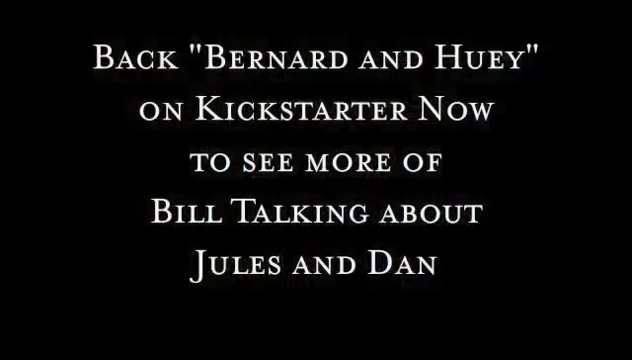 Back "Bernard and Huey"
on Kickstarter Now
to see more of
Bill Talking about
Jules and Dan